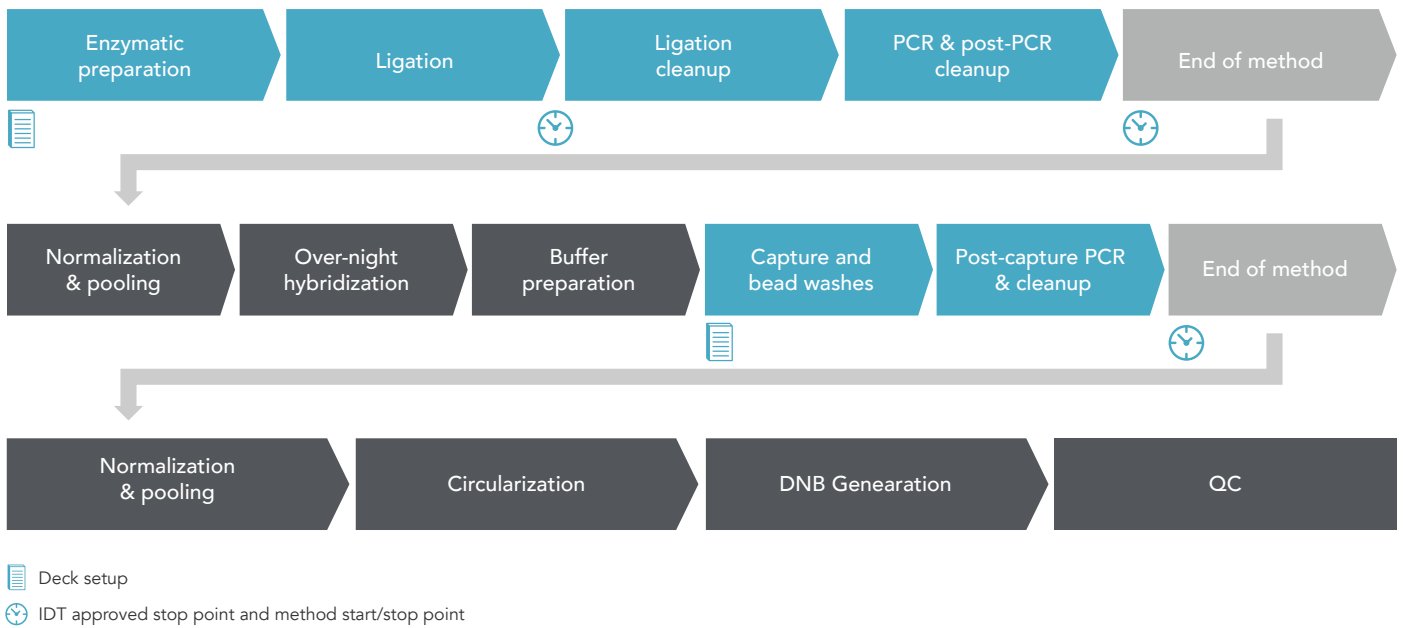 Enzymatic
preparation
Ligation
Ligation
cleanup
PCR & post-PCR
cleanup
End of method
Normalization
& pooling
Over-night
hybridization
Buffer
preparation
Capture and
bead washes
Post-capture PCR
& cleanup
End of method
Normalization
& pooling
Circularization
DNB Genearation
QC
Deck setup
IDT approved stop point and method start/stop point